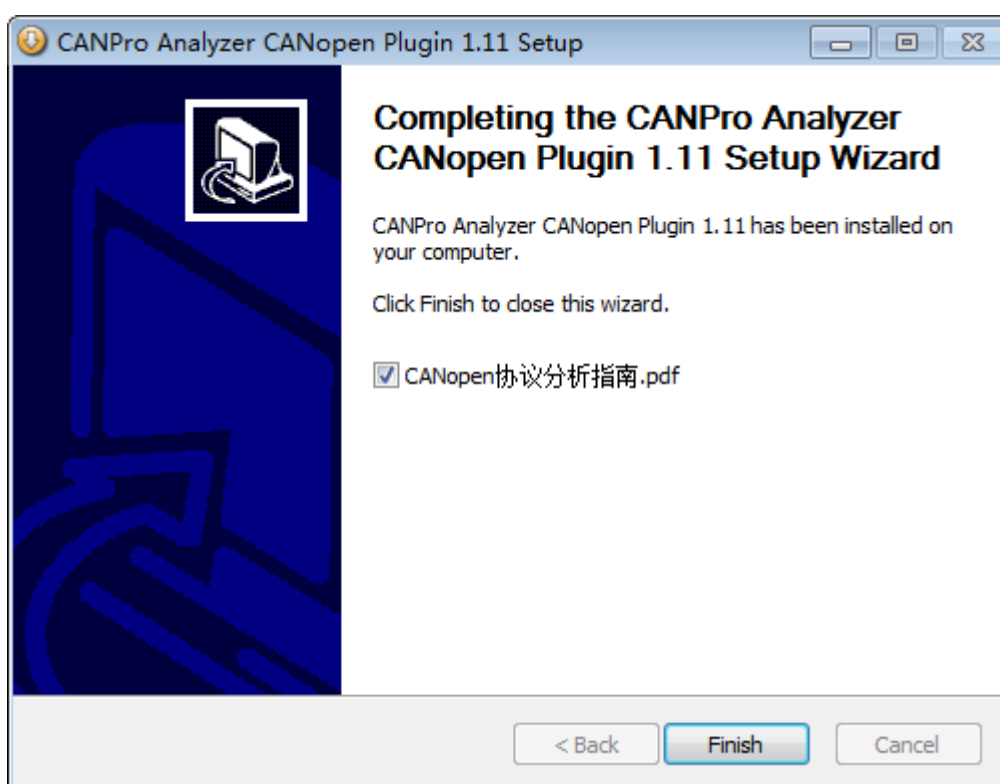 CANPro Analyzer CANopen Plugin 1.11 Setup
Completing the CANPro Analyzer
CANopen Plugin 1.11 Setup Wizard
CANPro Analyzer CANopen Plugin 1.11 has been installed on
your computer.
Click Finish to close this wizard.
CANopen协议分析指南.pdf
< Back
Finish
Cancel